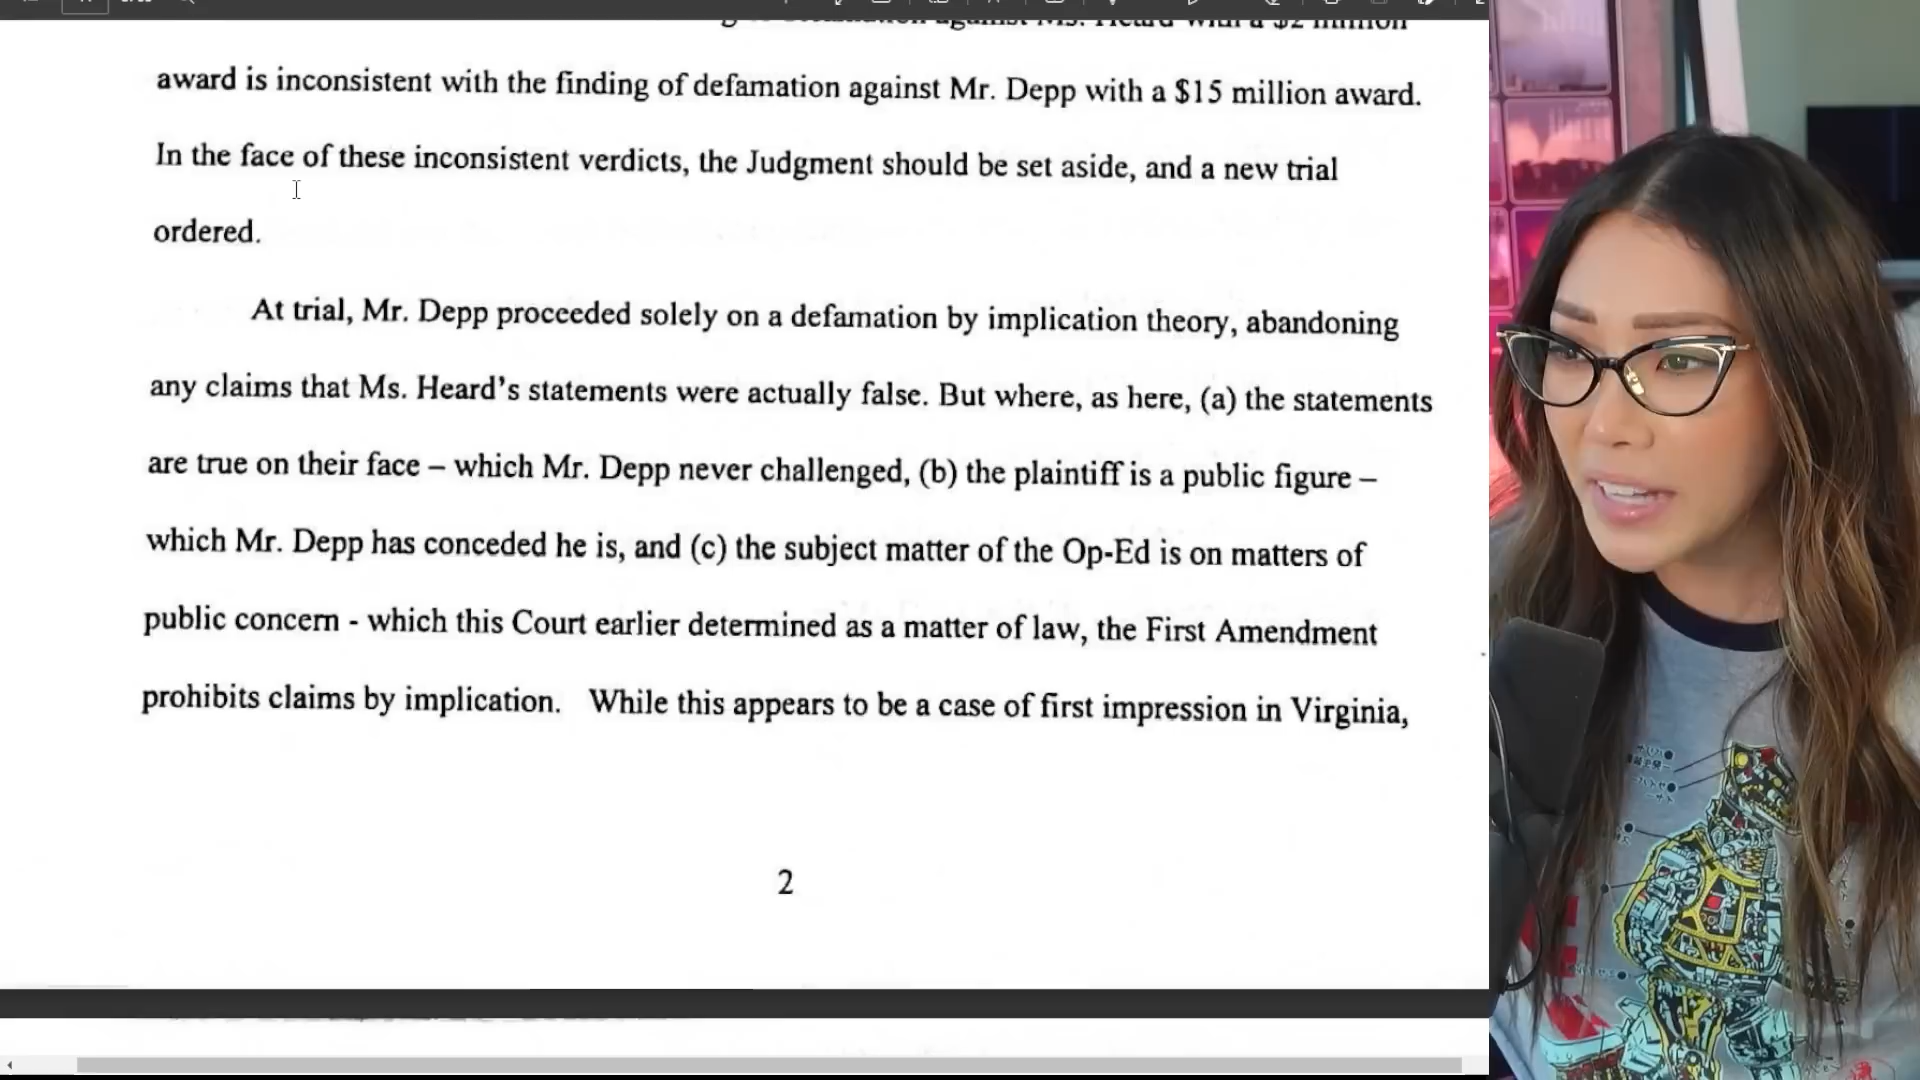 against Ms. Heard with a $2 million
award is inconsistent with the finding of defamation against Mr. Depp with a $15 million award.
In the face of these inconsistent verdicts, the Judgment should be set aside, and a new trial
ordered.
At trial, Mr. Depp proceeded solely on a defamation by implication theory, abandoning
any claims that Ms. Heard's statements were actually false. But where, as here, (a) the statements
are true on their face – which Mr. Depp never challenged, (b) the plaintiff is a public figure –
which Mr. Depp has conceded he is, and (c) the subject matter of the Op-Ed is on matters of
public concern - which this Court earlier determined as a matter of law, the First Amendment
prohibits claims by implication. While this appears to be a case of first impression in Virginia,
2